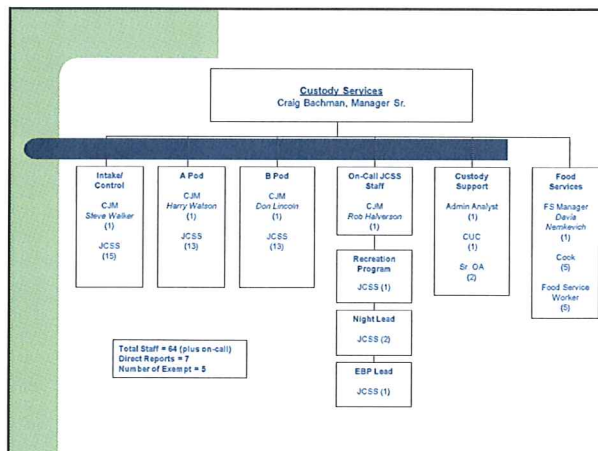 Custody Services
Craig Bachman, Manager Sr.
Intake/
Control
CJM
Steve Walker
(1)
JCSS
(15)
A Pod
CJM
Harry Watson
(1)
JCSS
(13)
B Pod
CJM
Don Lincoln
(1)
JCSS
(13)
On-Call JCSS
Staff
CJM
Rob Halverson
(1)
Recreation
Program
JCSS (1)
Night Lead
JCSS (2)
EBP Lead
JCSS (1)
Custody
Support
Admin Analyst
(1)
CUC
(1)
Sr. OA
(2)
Food
Services
FS Manager
Davia
Nemkevich
(1)
Cook
(5)
Food Service
Worker
(5)
Total Staff = 64 (plus on-call)
Direct Reports = 7
Number of Exempt = 5